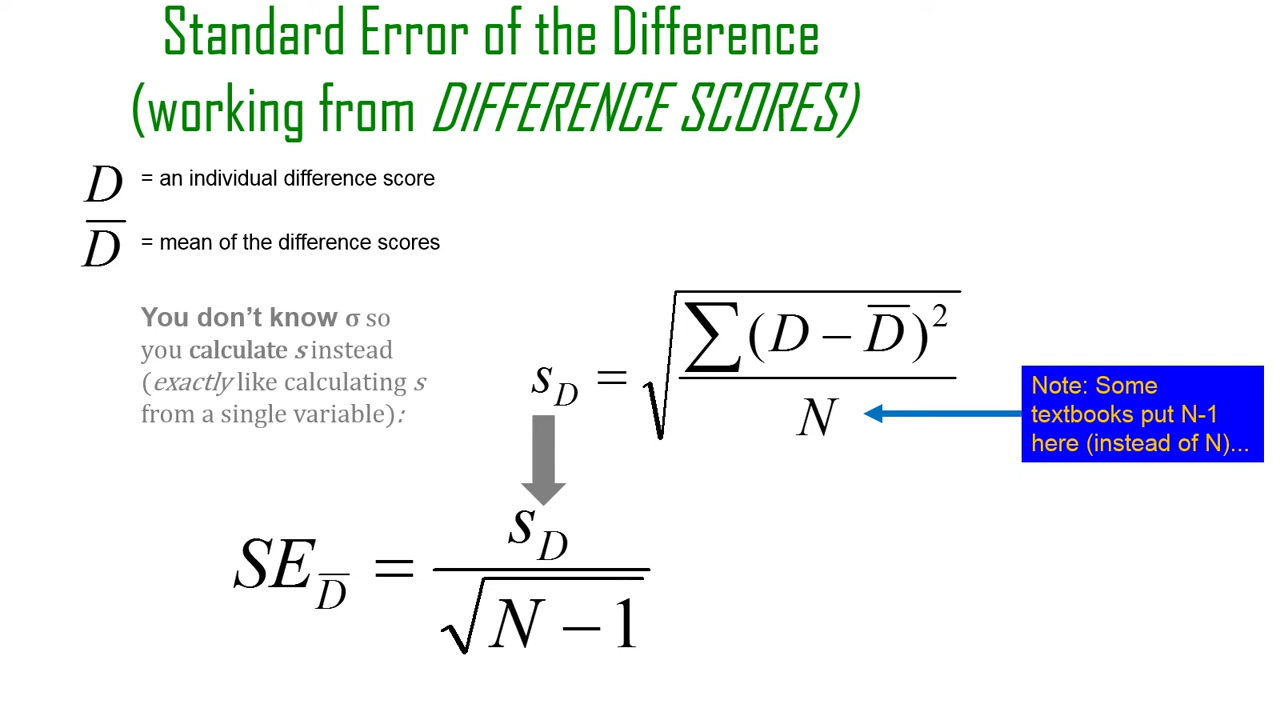 Standard Error of the Difference
(working from DIFFERENCE SCORES)
D = an individual difference score
D̅ = mean of the difference scores
You don’t know σ so
you calculate s instead
(exactly like calculating s
from a single variable):
s_D = √(∑(D − D̅)² / N)
Note: Some
textbooks put N-1
here (instead of N)...
SE_D̅ = s_D / √(N − 1)